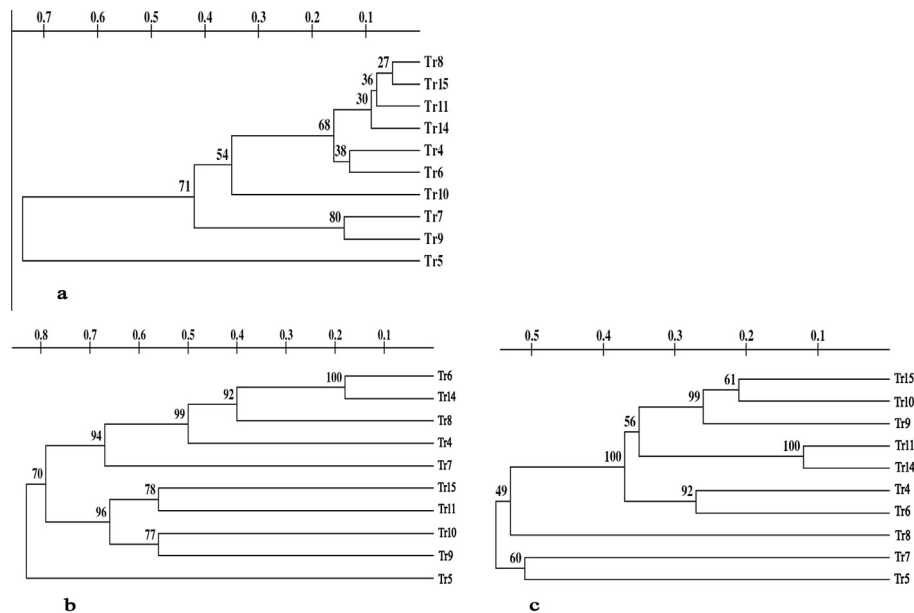 0.7 0.6 0.5 0.4 0.3 0.2 0.1
27 Tr8
36 Tr15
30 Tr11
Tr14
68
38 Tr4
54 Tr6
71 Tr10
80 Tr7
Tr9
Tr5
a
0.8 0.7 0.6 0.5 0.4 0.3 0.2 0.1
100 Tr6
92 Tr14
99 Tr8
94 Tr4
70 Tr7
78 Tr15
96 Tr11
77 Tr10
Tr9
Tr5
b
0.5 0.4 0.3 0.2 0.1
61 Tr15
99 Tr10
56 Tr9
100 100 Tr11
Tr14
92 Tr4
49 Tr6
Tr8
60 Tr7
Tr5
c